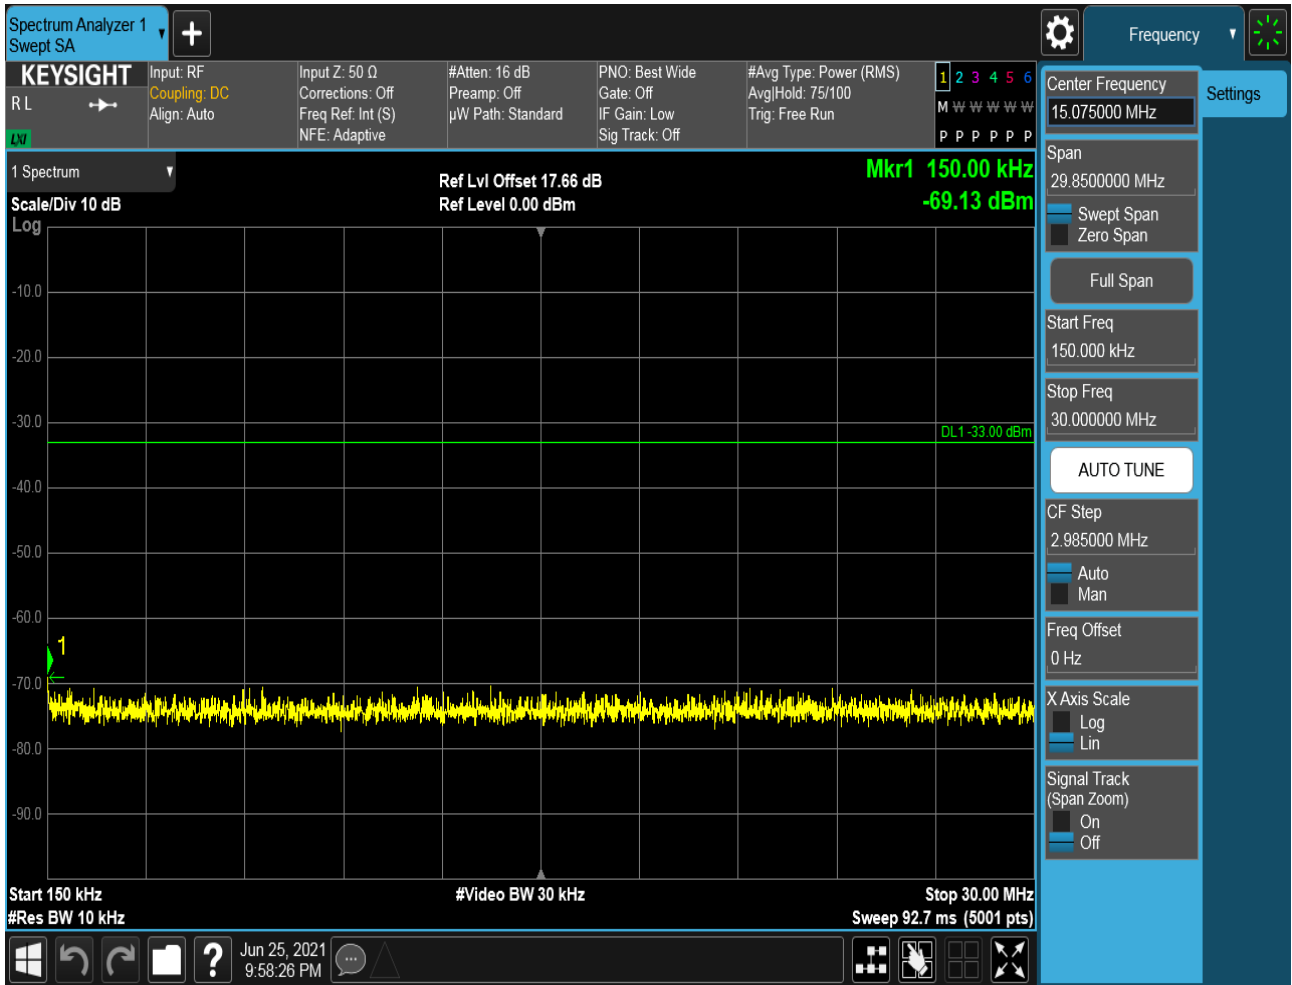 Spectrum Analyzer 1
Swept SA
Frequency
KEYSIGHT
R L
LXI
Input: RF
Coupling: DC
Align: Auto
Input Z: 50 Ω
Corrections: Off
Freq Ref: Int (S)
NFE: Adaptive
#Atten: 16 dB
Preamp: Off
µW Path: Standard
PNO: Best Wide
Gate: Off
IF Gain: Low
Sig Track: Off
#Avg Type: Power (RMS)
Avg|Hold: 75/100
Trig: Free Run
1 2 3 4 5 6
M W W W W W
P P P P P P
1 Spectrum
Scale/Div 10 dB
Log
Ref Lvl Offset 17.66 dB
Ref Level 0.00 dBm
Mkr1 150.00 kHz
-69.13 dBm
-10.0
-20.0
-30.0
DL1 -33.00 dBm
-40.0
-50.0
-60.0
1
-70.0
-80.0
-90.0
Start 150 kHz
#Video BW 30 kHz
Stop 30.00 MHz
#Res BW 10 kHz
Sweep 92.7 ms (5001 pts)
?
Jun 25, 2021
9:58:26 PM
Center Frequency
15.075000 MHz
Settings
Span
29.8500000 MHz
Swept Span
Zero Span
Full Span
Start Freq
150.000 kHz
Stop Freq
30.000000 MHz
AUTO TUNE
CF Step
2.985000 MHz
Auto
Man
Freq Offset
0 Hz
X Axis Scale
Log
Lin
Signal Track
(Span Zoom)
On
Off